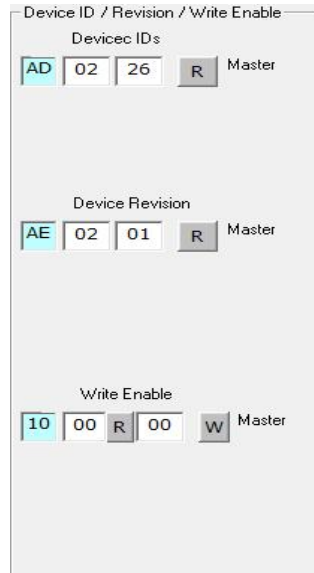 Device ID / Revision / Write Enable
Devicec IDs
AD 02 26 R Master
Device Revision
AE 02 01 R Master
Write Enable
10 00 R 00 W Master